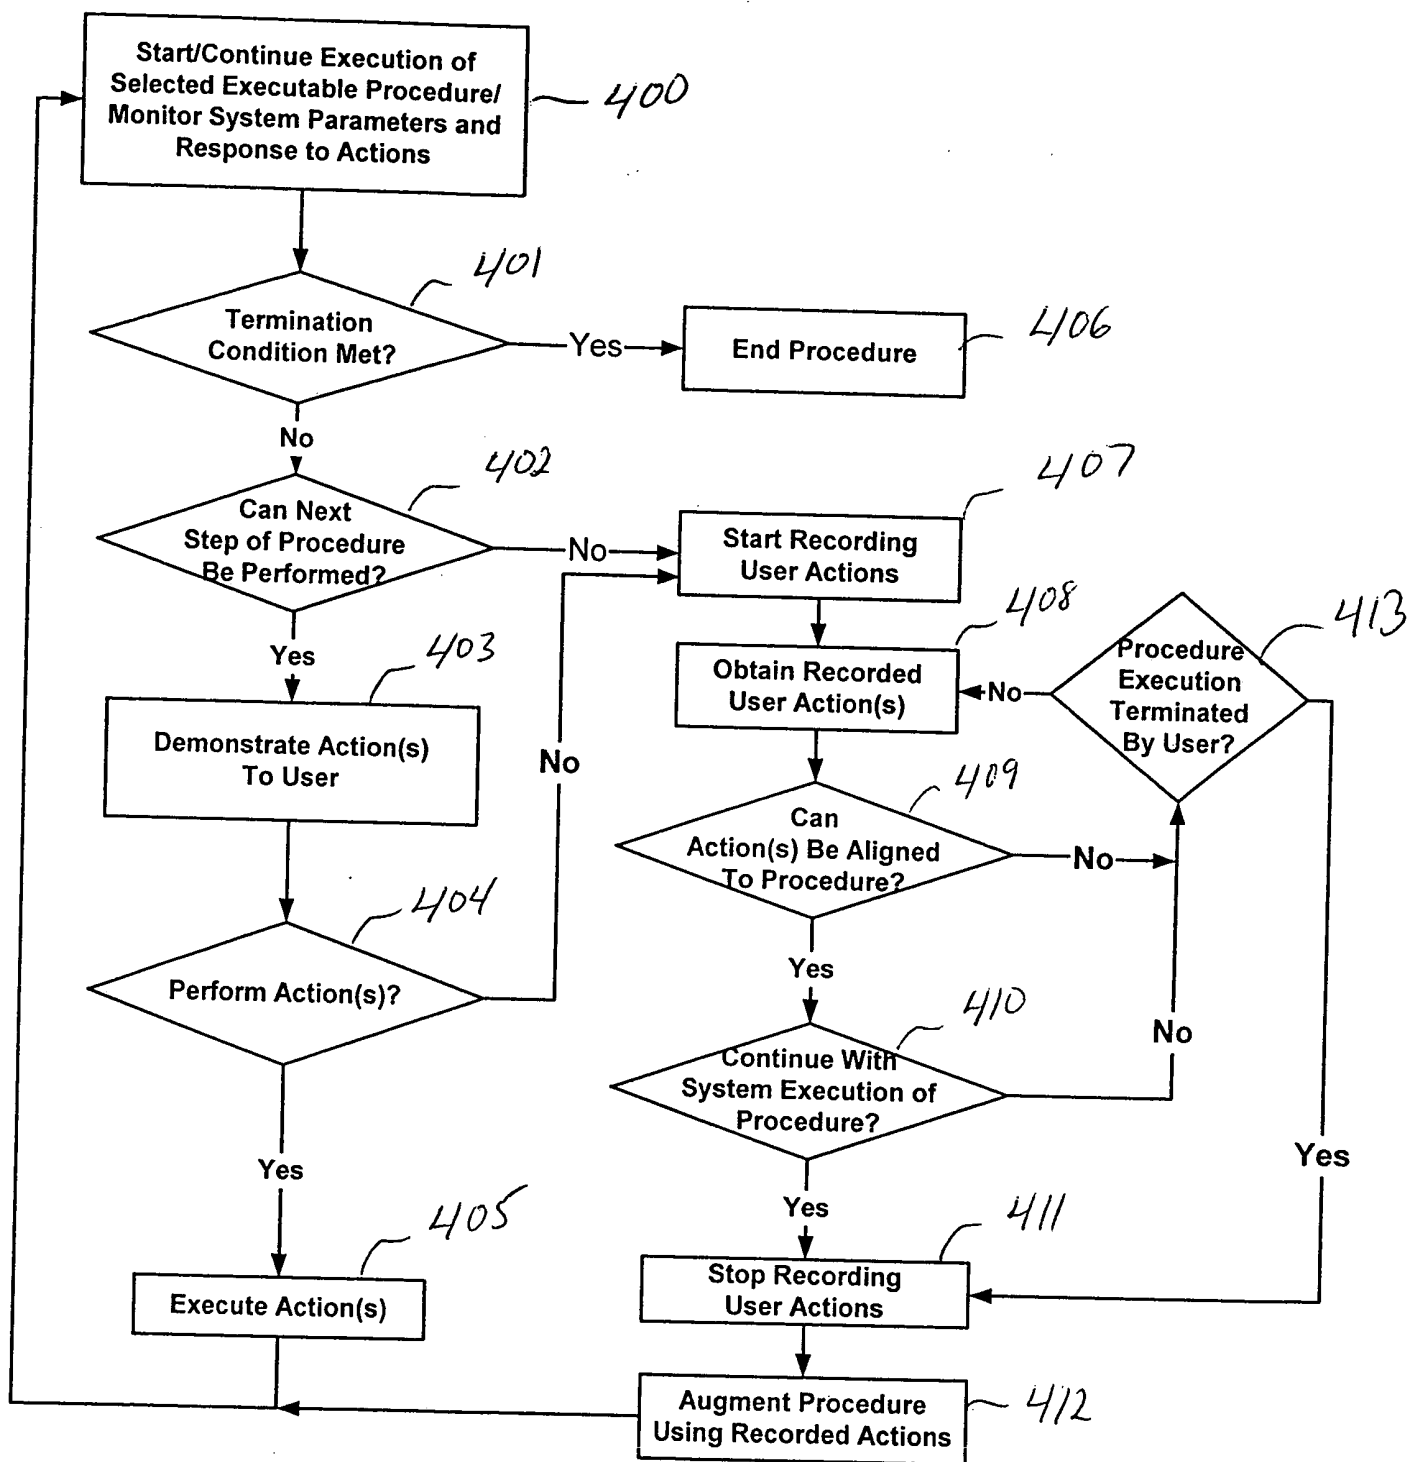 Start/Continue Execution of
Selected Executable Procedure/
Monitor System Parameters and
Response to Actions
400
401
Termination
Condition Met?
Yes
End Procedure
406
No
402
Can Next
Step of Procedure
Be Performed?
No
407
Start Recording
User Actions
Yes
403
Demonstrate Action(s)
To User
No
408
Obtain Recorded
User Action(s)
No
413
Procedure
Execution
Terminated
By User?
409
Can
Action(s) Be Aligned
To Procedure?
No
404
Perform Action(s)?
Yes
410
Continue With
System Execution of
Procedure?
No
Yes
Yes
Yes
405
Execute Action(s)
411
Stop Recording
User Actions
412
Augment Procedure
Using Recorded Actions